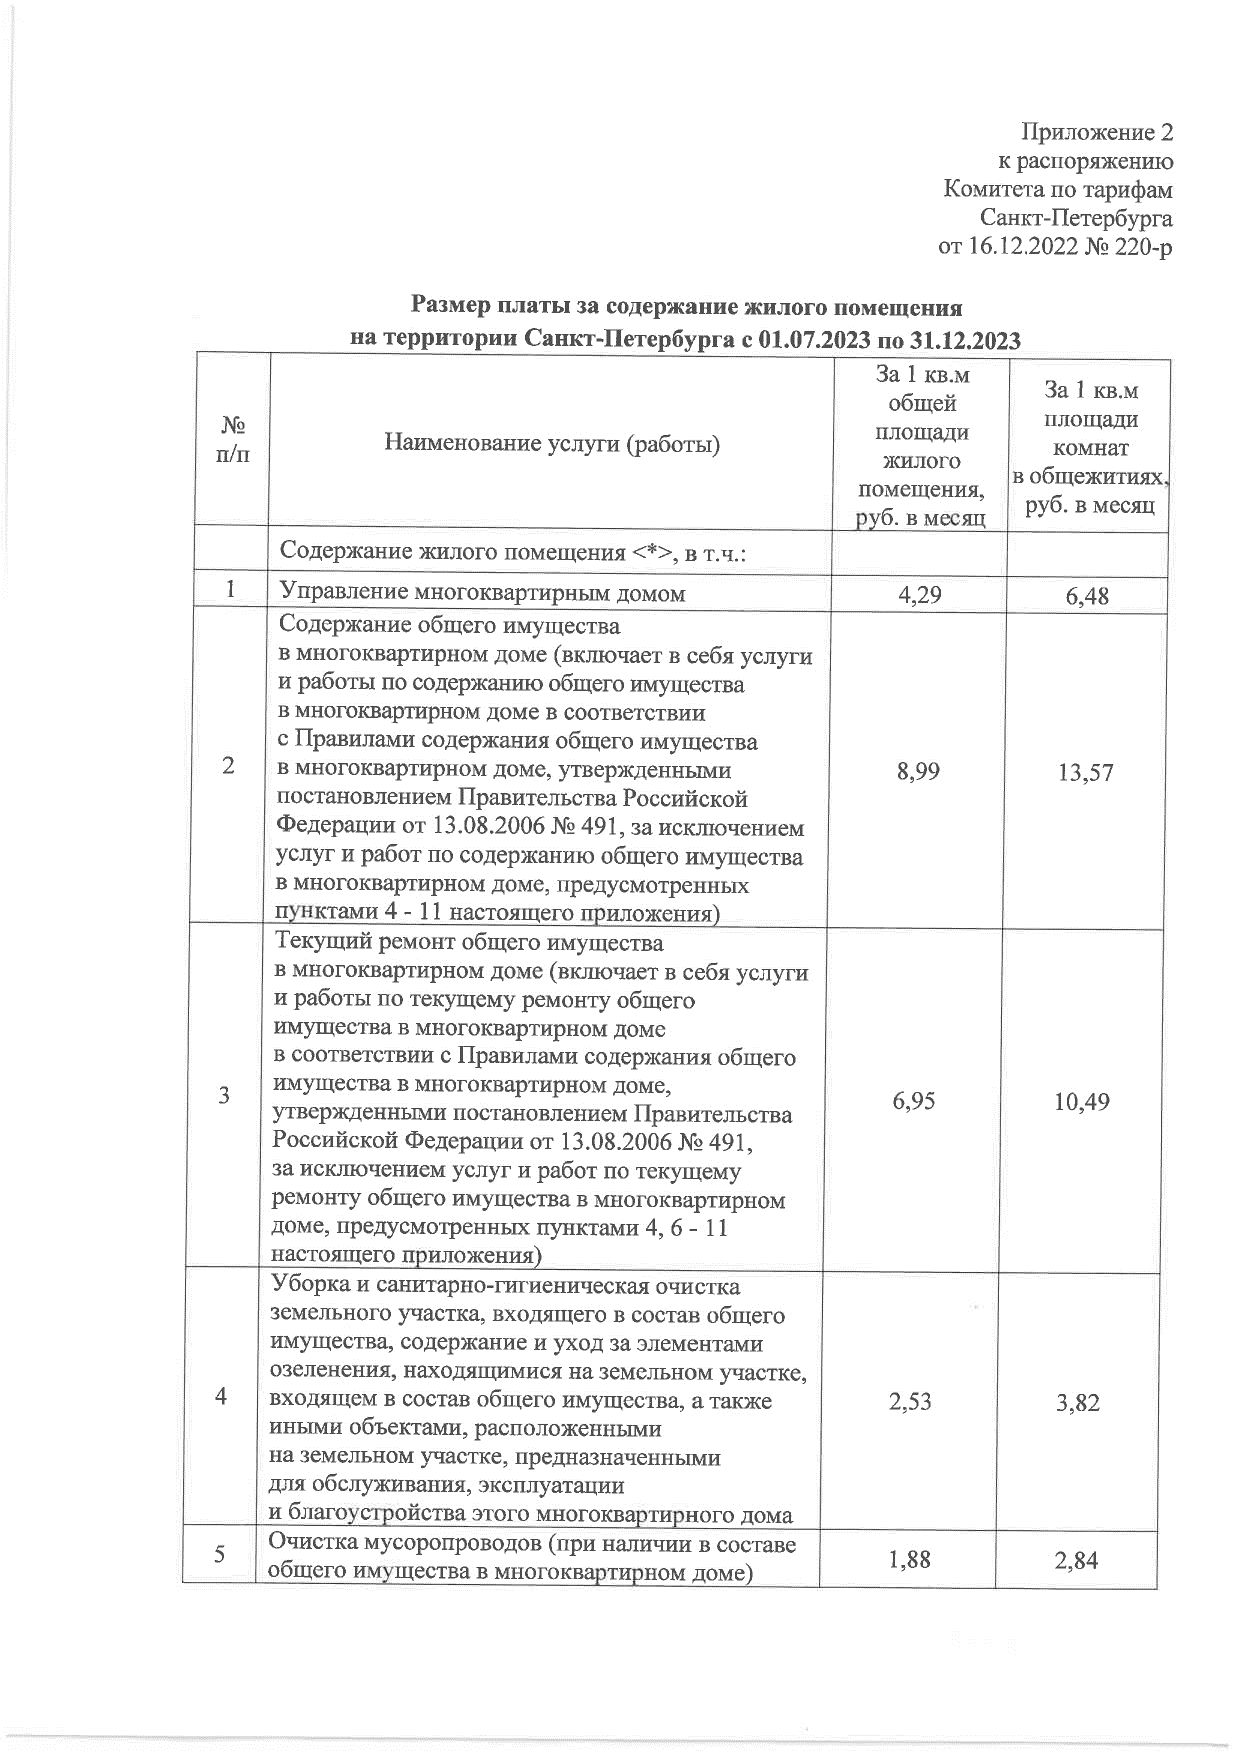 Приложение 2
к распоряжению
Комитета по тарифам
Санкт-Петербурга
от 16.12.2022 № 220-р
Размер платы за содержание жилого помещения
на территории Санкт-Петербурга с 01.07.2023 по 31.12.2023
№
п/п
Наименование услуги (работы)
За 1 кв.м
общей
площади
жилого
помещения,
руб. в месяц
За 1 кв.м
площади
комнат
в общежитиях,
руб. в месяц
Содержание жилого помещения <*>, в т.ч.:
1
Управление многоквартирным домом
4,29
6,48
2
Содержание общего имущества
в многоквартирном доме (включает в себя услуги
и работы по содержанию общего имущества
в многоквартирном доме в соответствии
с Правилами содержания общего имущества
в многоквартирном доме, утвержденными
постановлением Правительства Российской
Федерации от 13.08.2006 № 491, за исключением
услуг и работ по содержанию общего имущества
в многоквартирном доме, предусмотренных
пунктами 4 - 11 настоящего приложения)
8,99
13,57
3
Текущий ремонт общего имущества
в многоквартирном доме (включает в себя услуги
и работы по текущему ремонту общего
имущества в многоквартирном доме
в соответствии с Правилами содержания общего
имущества в многоквартирном доме,
утвержденными постановлением Правительства
Российской Федерации от 13.08.2006 № 491,
за исключением услуг и работ по текущему
ремонту общего имущества в многоквартирном
доме, предусмотренных пунктами 4, 6 - 11
настоящего приложения)
6,95
10,49
4
Уборка и санитарно-гигиеническая очистка
земельного участка, входящего в состав общего
имущества, содержание и уход за элементами
озеленения, находящимися на земельном участке,
входящем в состав общего имущества, а также
иными объектами, расположенными
на земельном участке, предназначенными
для обслуживания, эксплуатации
и благоустройства этого многоквартирного дома
2,53
3,82
5
Очистка мусоропроводов (при наличии в составе
общего имущества в многоквартирном доме)
1,88
2,84